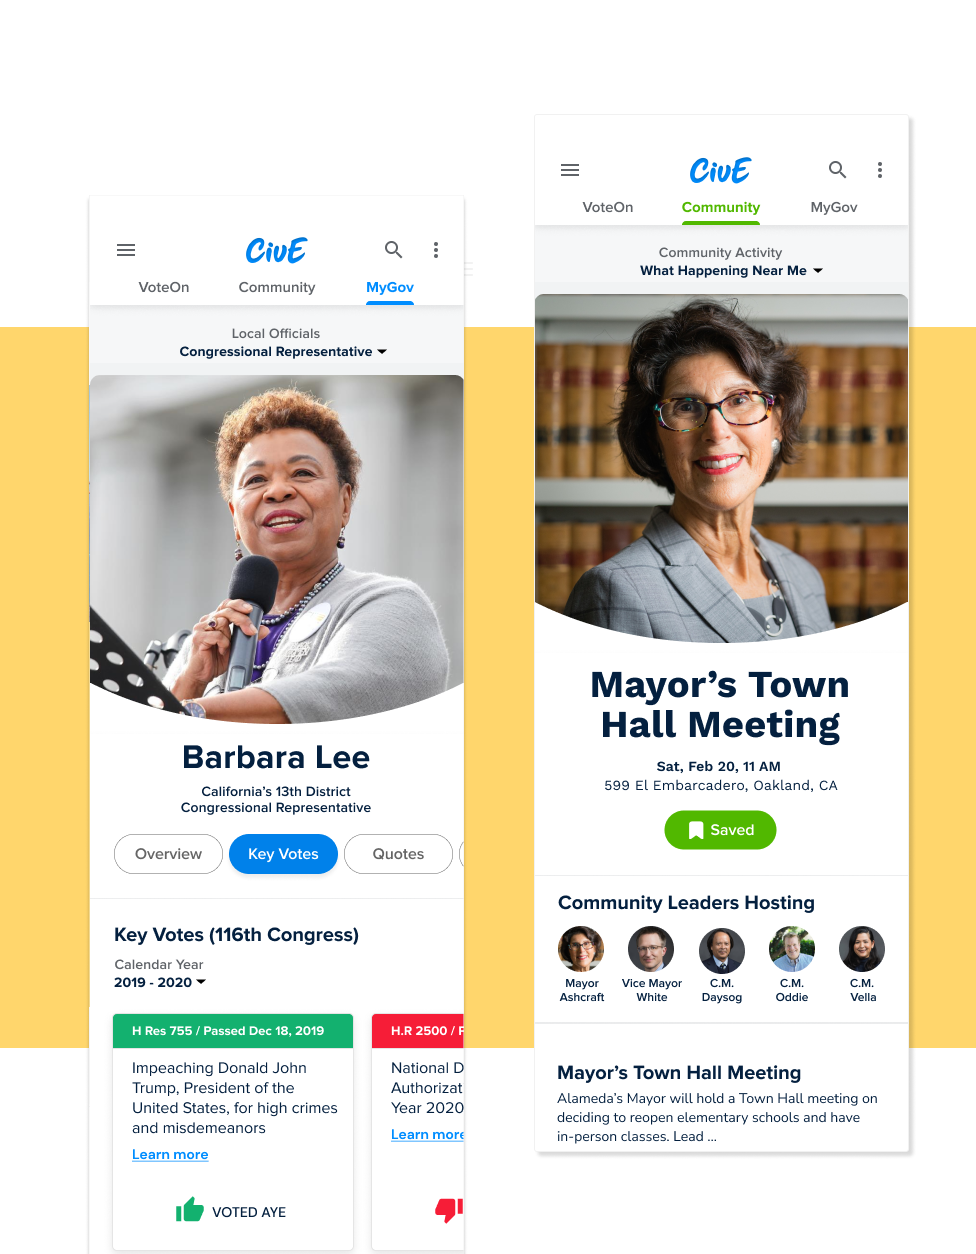 CivE
VoteOn Community MyGov
Local Officials
Congressional Representative
Barbara Lee
California's 13th District
Congressional Representative
Overview Key Votes Quotes
Key Votes (116th Congress)
Calendar Year
2019 - 2020
H Res 755 / Passed Dec 18, 2019
Impeaching Donald John
Trump, President of the
United States, for high crimes
and misdemeanors
Learn more
VOTED AYE
H.R 2500 /
National D
Authorizat
Year 2020
Learn more
CivE
VoteOn Community MyGov
Community Activity
What Happening Near Me
Mayor's Town
Hall Meeting
Sat, Feb 20, 11 AM
599 El Embarcadero, Oakland, CA
Saved
Community Leaders Hosting
Mayor
Ashcraft
Vice Mayor
White
C.M.
Daysog
C.M.
Oddie
C.M.
Vella
Mayor's Town Hall Meeting
Alameda's Mayor will hold a Town Hall meeting on
deciding to reopen elementary schools and have
in-person classes. Lead ...